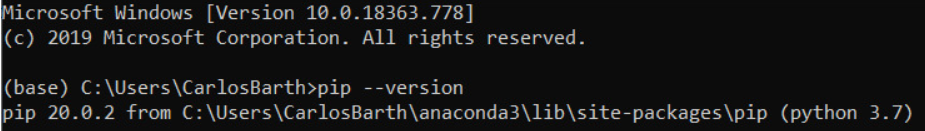 Microsoft Windows [Version 10.0.18363.778]
(c) 2019 Microsoft Corporation. All rights reserved.
(base) C:\Users\CarlosBarth>pip --version
pip 20.0.2 from C:\Users\CarlosBarth\anaconda3\lib\site-packages\pip (python 3.7)